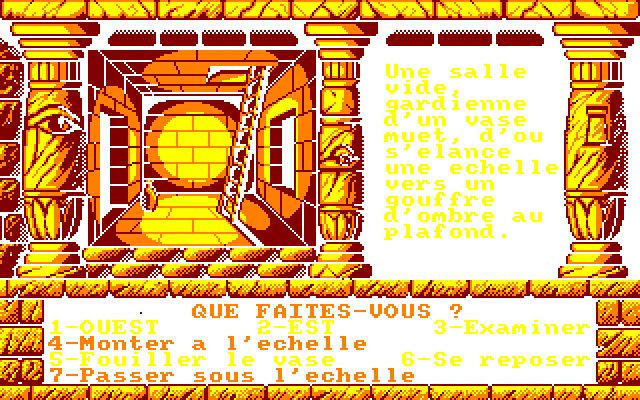 Une salle
vide,
gardienne
d'un vase
muet, d'ou
s'elance
une echelle
vers un
gouffre
d'ombre au
plafond.
QUE FAITES-VOUS ?
1-OUEST 2-EST 3-Examiner
4-Monter a l'echelle
5-Fouiller le vase 6-Se reposer
7-Passer sous l'echelle